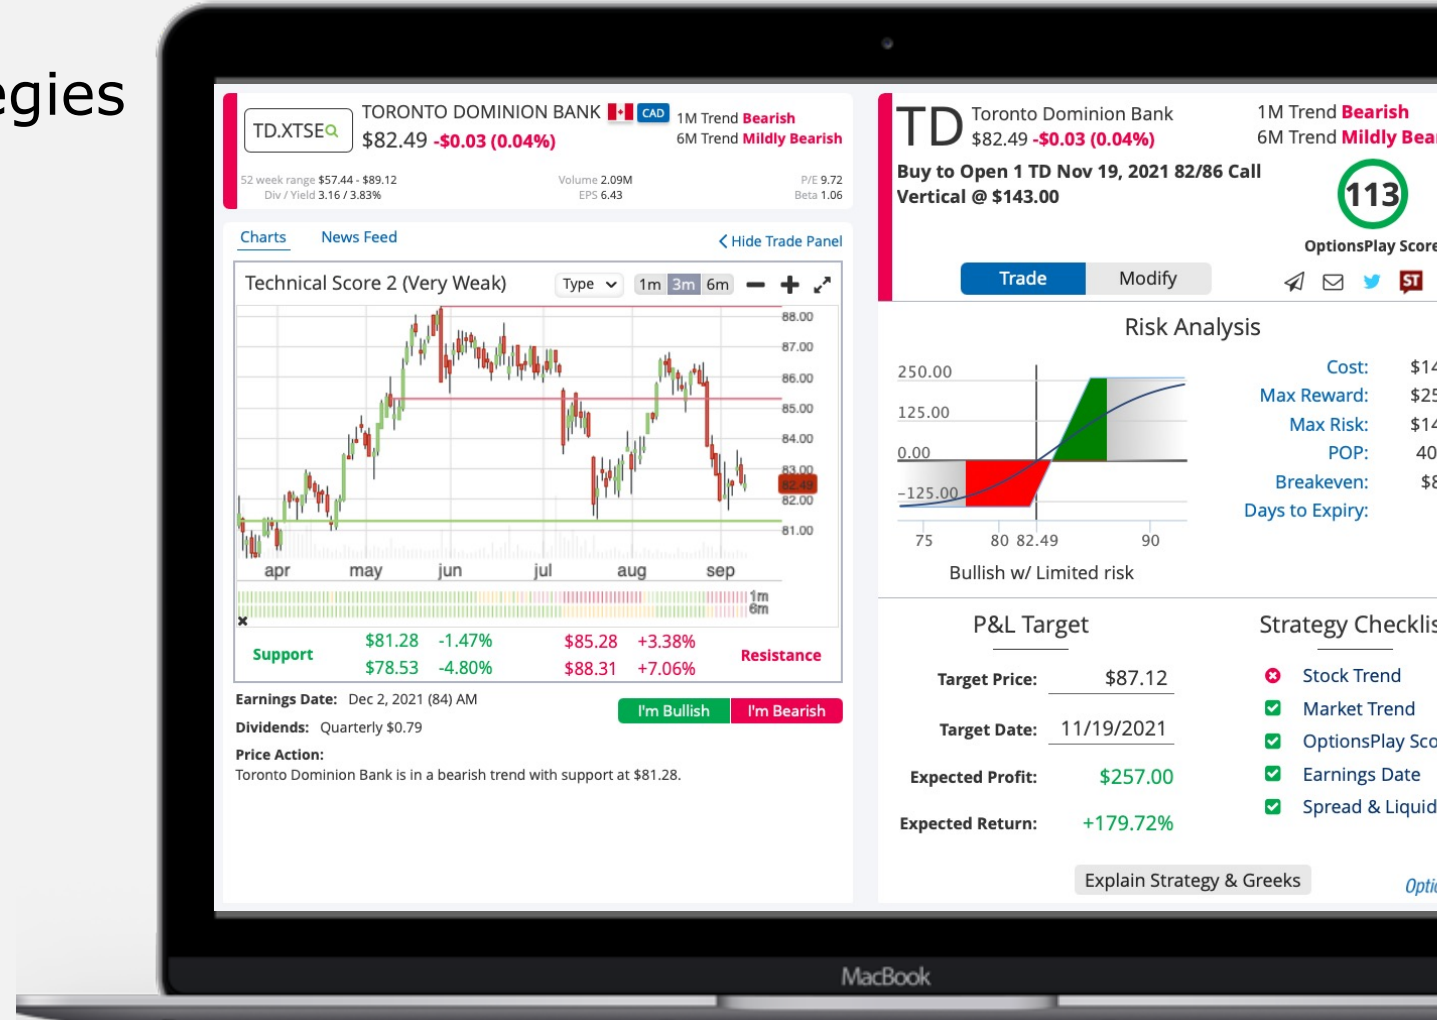 egies
TD.XTSE
TORONTO DOMINION BANK CAD
$82.49 -$0.03 (0.04%)
1M Trend Bearish
6M Trend Mildly Bearish
52 week range $57.44 - $89.12
Div / Yield 3.16 / 3.83%
Volume 2.09M
EPS 6.43
P/E 9.72
Beta 1.06
Charts News Feed Hide Trade Panel
Technical Score 2 (Very Weak) Type 1m 3m 6m
88.00
87.00
86.00
85.00
84.00
83.00
82.49
82.00
81.00
apr may jun jul aug sep
1m
6m
Support
$81.28 -1.47%
$78.53 -4.80%
$85.28 +3.38%
$88.31 +7.06%
Resistance
Earnings Date: Dec 2, 2021 (84) AM
I'm Bullish I'm Bearish
Dividends: Quarterly $0.79
Price Action:
Toronto Dominion Bank is in a bearish trend with support at $81.28.
TD
Toronto Dominion Bank
$82.49 -$0.03 (0.04%)
1M Trend Bearish
6M Trend Mildly Bear
Buy to Open 1 TD Nov 19, 2021 82/86 Call
Vertical @ $143.00
113
OptionsPlay Score
Trade Modify
ST
Risk Analysis
250.00
125.00
0.00
-125.00
75 80 82.49 90
Bullish w/ Limited risk
Cost: $14
Max Reward: $25
Max Risk: $14
POP: 40
Breakeven: $8
Days to Expiry:
P&L Target
Target Price: $87.12
Target Date: 11/19/2021
Expected Profit: $257.00
Expected Return: +179.72%
Strategy Checklis
Stock Trend
Market Trend
OptionsPlay Sco
Earnings Date
Spread & Liquid
Explain Strategy & Greeks
Optio
MacBook